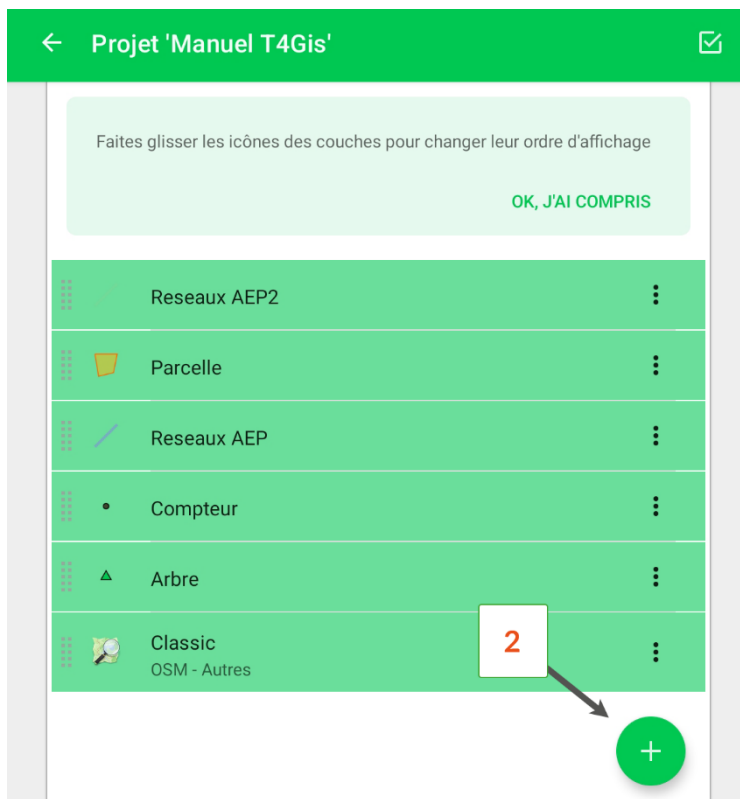 Projet 'Manuel T4Gis'
Faites glisser les icônes des couches pour changer leur ordre d'affichage
OK, J'AI COMPRIS
Reseaux AEP2
Parcelle
Reseaux AEP
Compteur
Arbre
Classic
OSM - Autres
2